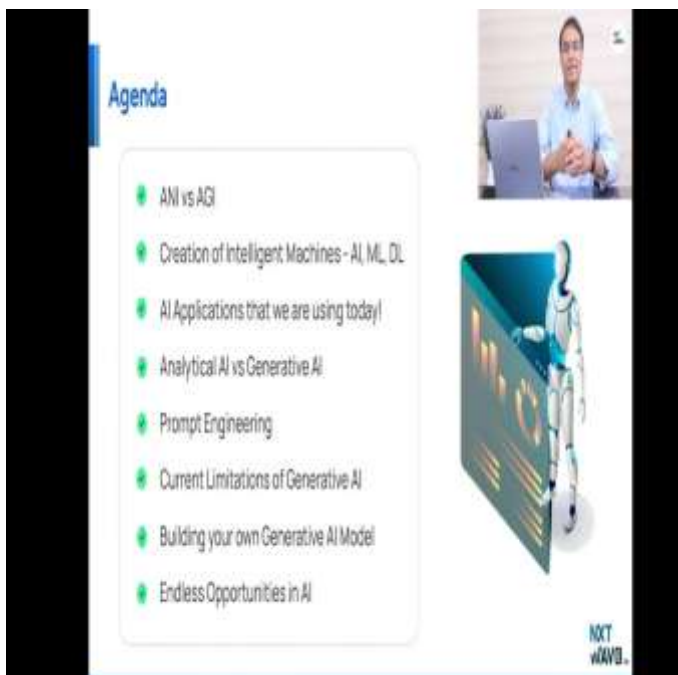 Agenda
ANI vs AGI
Creation of Intelligent Machines - AI, ML, DL
AI Applications that we are using today!
Analytical AI vs Generative AI
Prompt Engineering
Current Limitations of Generative AI
Building your own Generative AI Model
Endless Opportunities in AI
NXT
WAVE